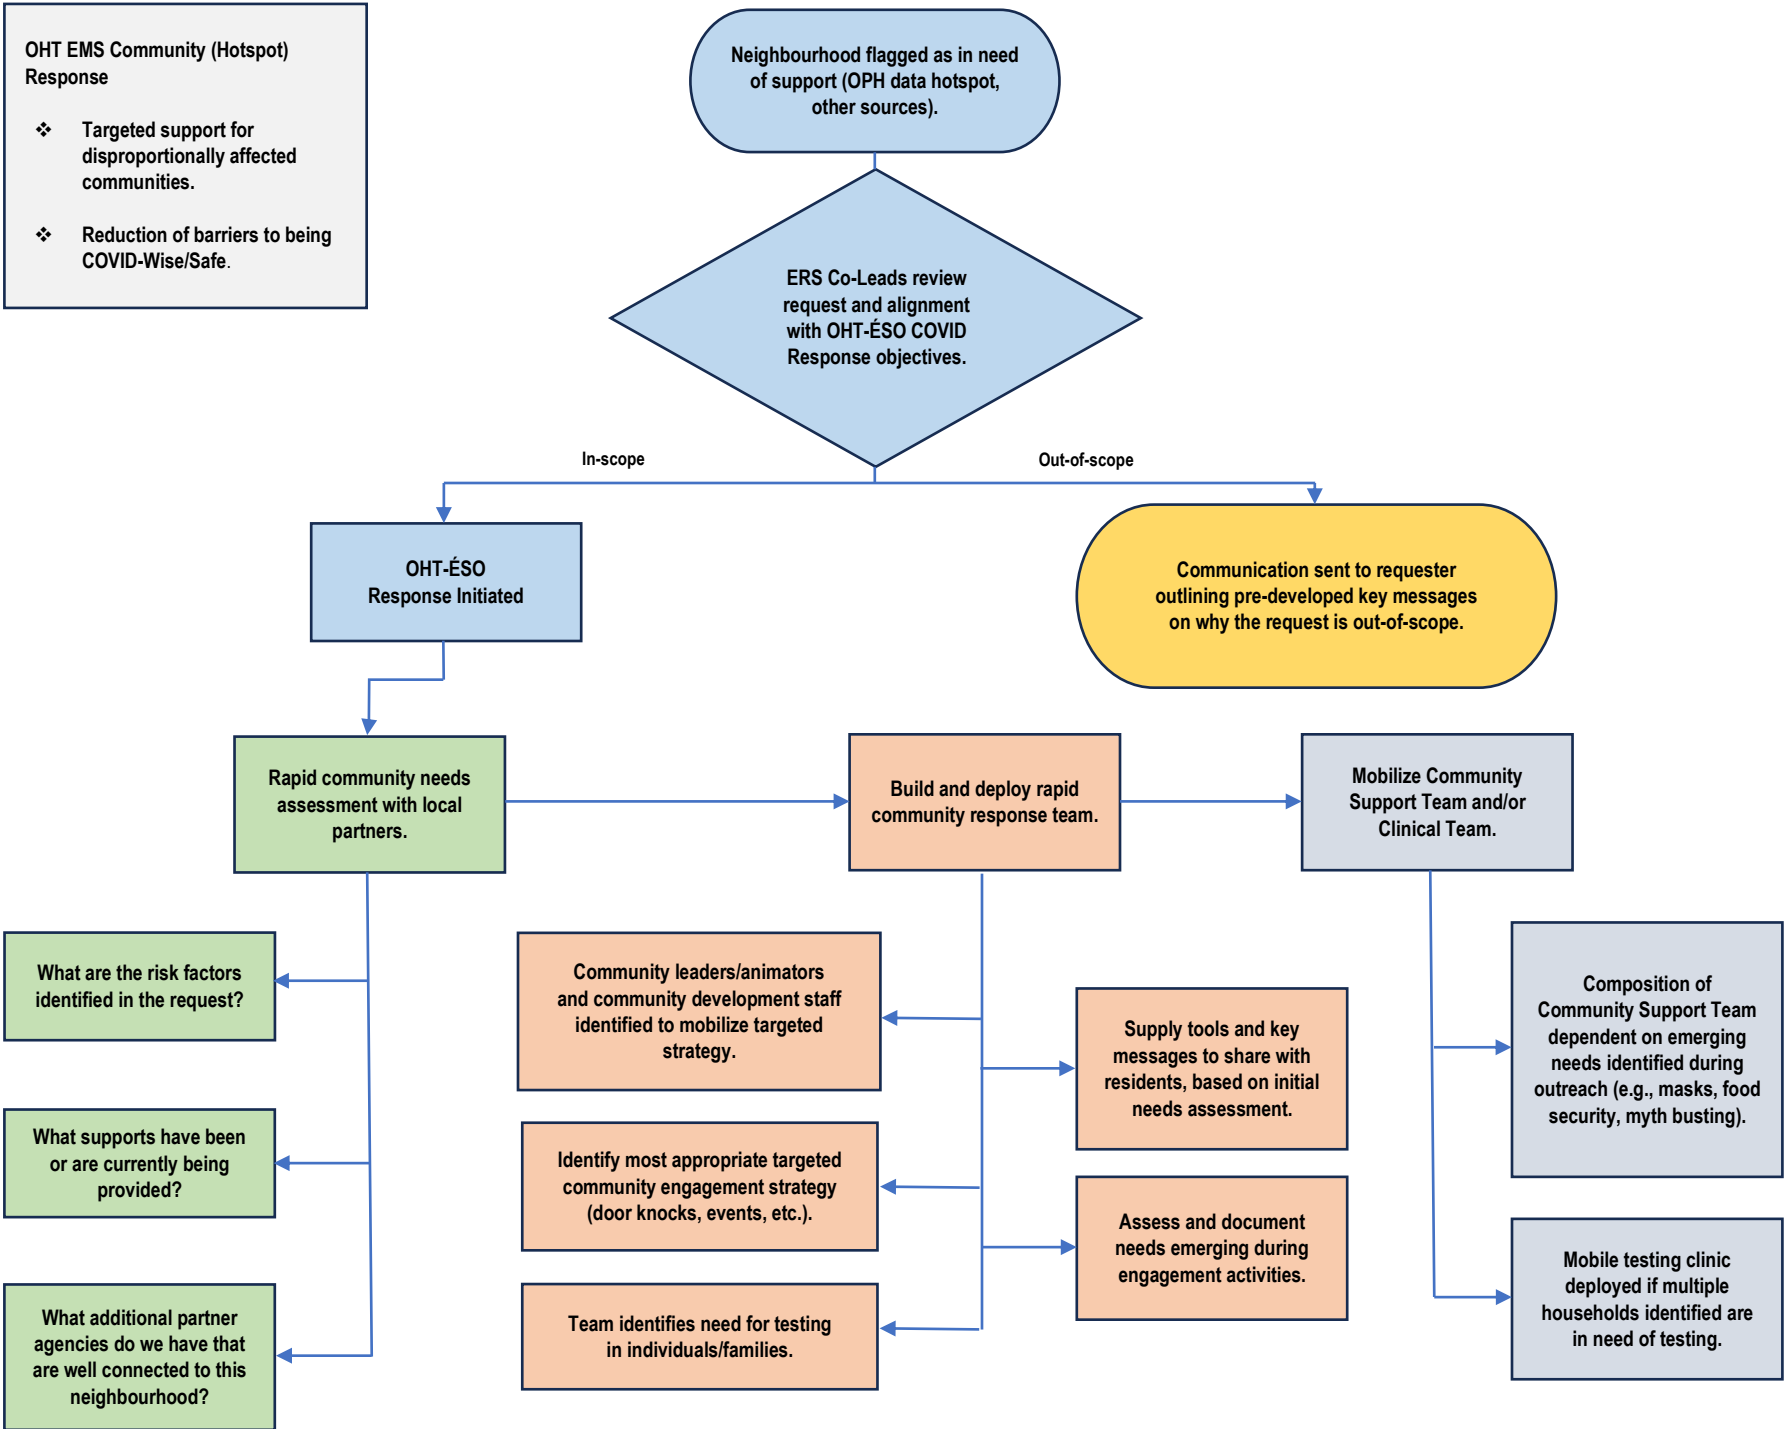 OHT EMS Community (Hotspot)
Response
❖ Targeted support for
disproportionally affected
communities.
❖ Reduction of barriers to being
COVID-Wise/Safe.
Neighbourhood flagged as in need
of support (OPH data hotspot,
other sources).
ERS Co-Leads review
request and alignment
with OHT-ÉSO COVID
Response objectives.
In-scope
Out-of-scope
OHT-ÉSO
Response Initiated
Communication sent to requester
outlining pre-developed key messages
on why the request is out-of-scope.
Rapid community needs
assessment with local
partners.
Build and deploy rapid
community response team.
Mobilize Community
Support Team and/or
Clinical Team.
What are the risk factors
identified in the request?
What supports have been
or are currently being
provided?
What additional partner
agencies do we have that
are well connected to this
neighbourhood?
Community leaders/animators
and community development staff
identified to mobilize targeted
strategy.
Identify most appropriate targeted
community engagement strategy
(door knocks, events, etc.).
Team identifies need for testing
in individuals/families.
Supply tools and key
messages to share with
residents, based on initial
needs assessment.
Assess and document
needs emerging during
engagement activities.
Composition of
Community Support Team
dependent on emerging
needs identified during
outreach (e.g., masks, food
security, myth busting).
Mobile testing clinic
deployed if multiple
households identified are
in need of testing.